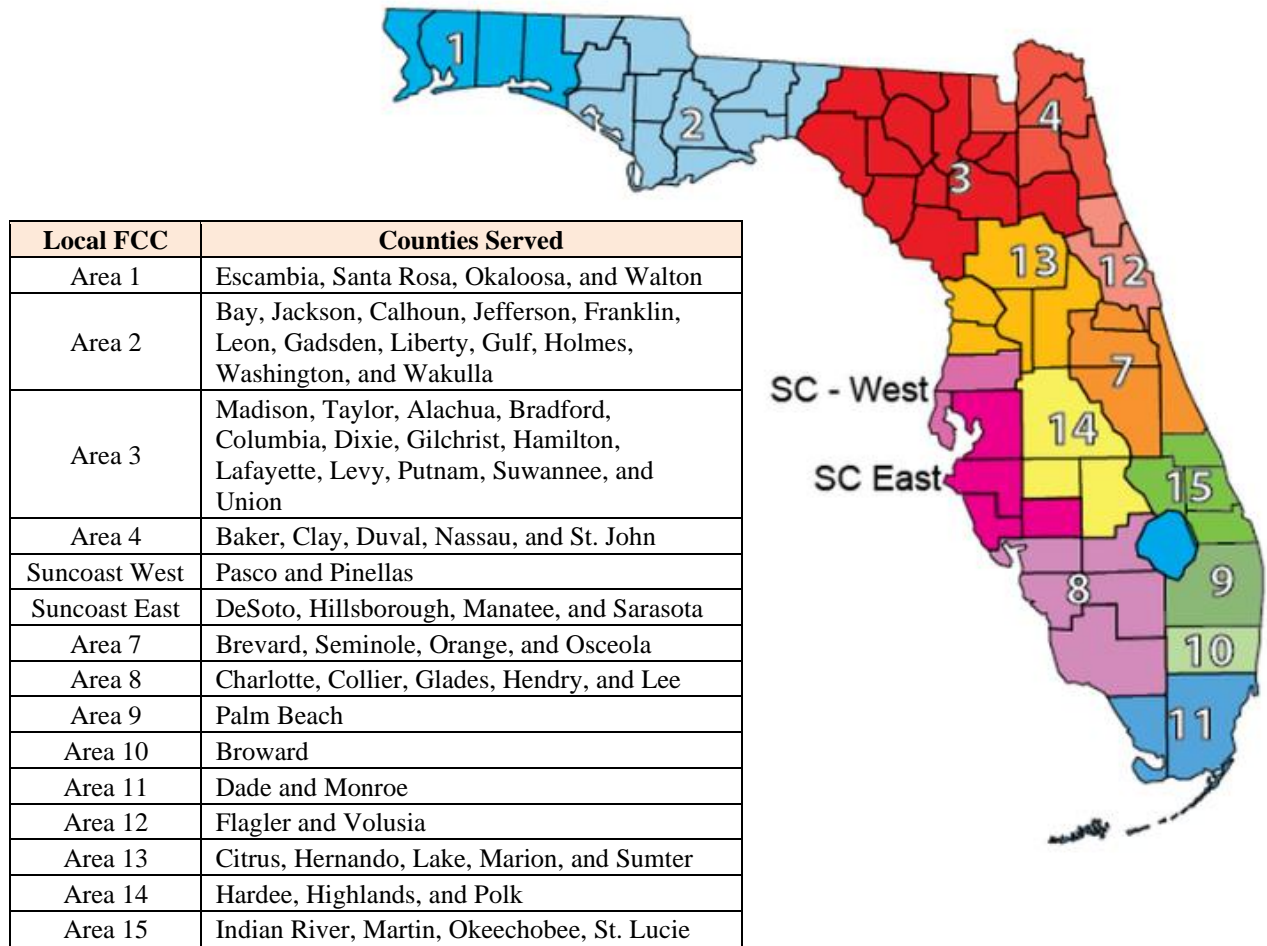 1
2
4
3
13
12
7
SC - West
14
SC East
15
8
9
10
11
Local FCC Counties Served
Area 1 Escambia, Santa Rosa, Okaloosa, and Walton
Area 2 Bay, Jackson, Calhoun, Jefferson, Franklin,
Leon, Gadsden, Liberty, Gulf, Holmes,
Washington, and Wakulla
Area 3 Madison, Taylor, Alachua, Bradford,
Columbia, Dixie, Gilchrist, Hamilton,
Lafayette, Levy, Putnam, Suwannee, and
Union
Area 4 Baker, Clay, Duval, Nassau, and St. John
Suncoast West Pasco and Pinellas
Suncoast East DeSoto, Hillsborough, Manatee, and Sarasota
Area 7 Brevard, Seminole, Orange, and Osceola
Area 8 Charlotte, Collier, Glades, Hendry, and Lee
Area 9 Palm Beach
Area 10 Broward
Area 11 Dade and Monroe
Area 12 Flagler and Volusia
Area 13 Citrus, Hernando, Lake, Marion, and Sumter
Area 14 Hardee, Highlands, and Polk
Area 15 Indian River, Martin, Okeechobee, St. Lucie